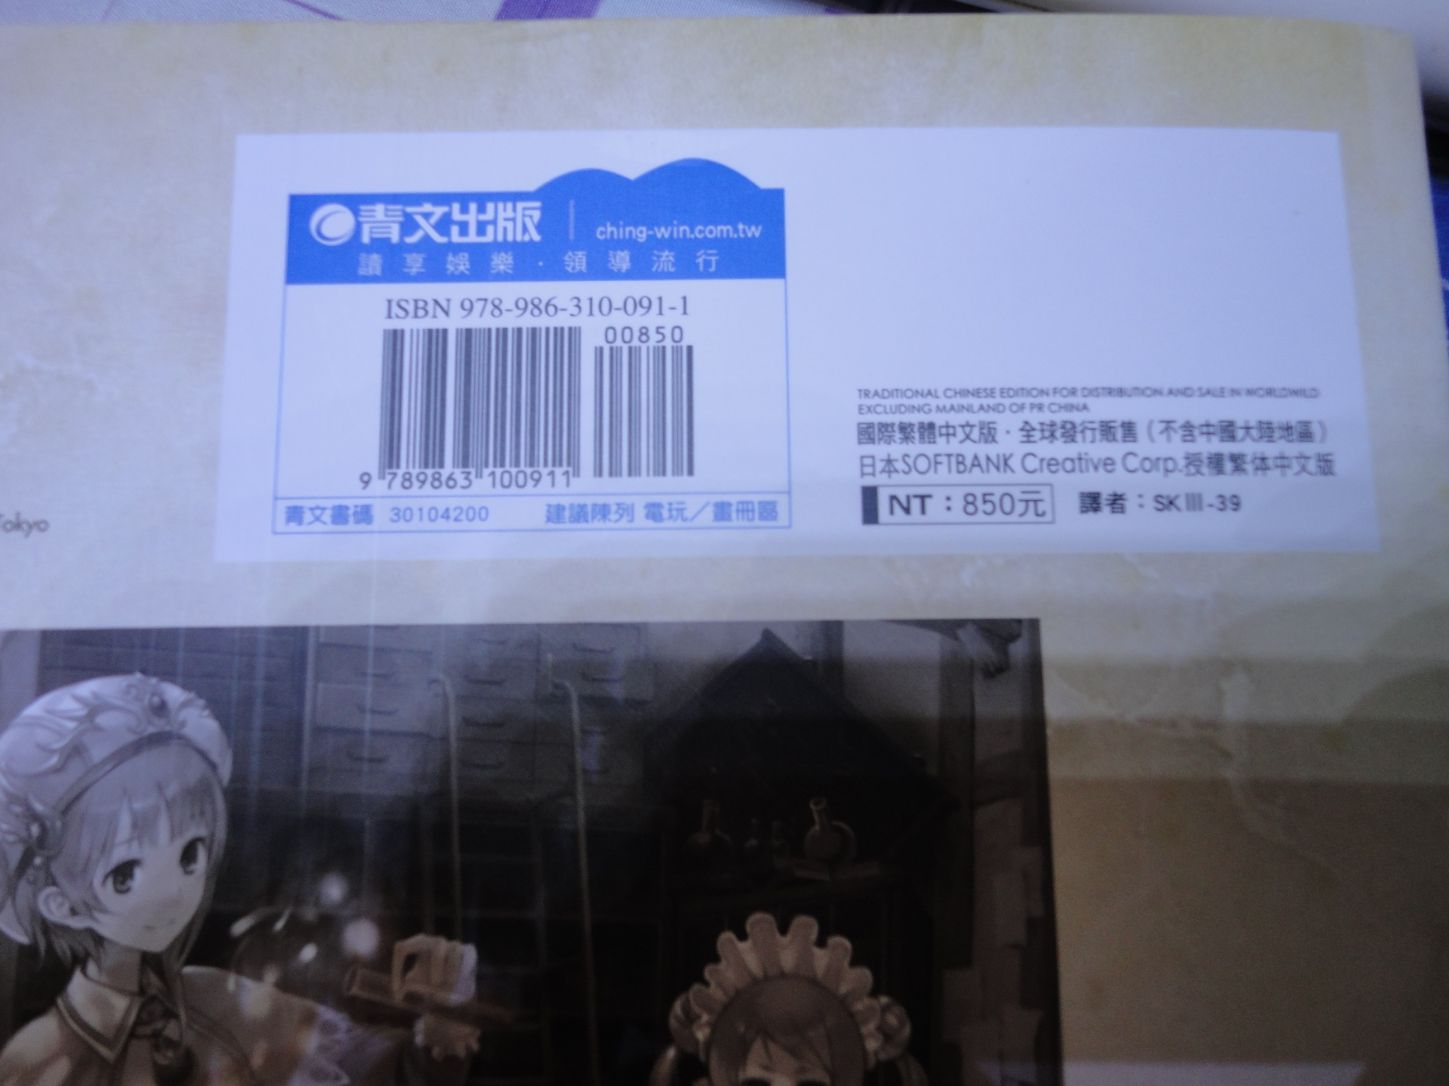 青文出版
ching-win.com.tw
讀享娛樂·領導流行
ISBN 978-986-310-091-1
00850
9 789863 100911
青文書碼 30104200 建議陳列 電玩／畫冊區
TRADITIONAL CHINESE EDITION FOR DISTRIBUTION AND SALE IN WORLDWILD
EXCLUDING MAINLAND OF PR CHINA
國際繁體中文版·全球發行販售（不含中國大陸地區）
日本SOFTBANK Creative Corp.授權繁体中文版
NT：850元 譯者：SKⅢ-39
Tokyo